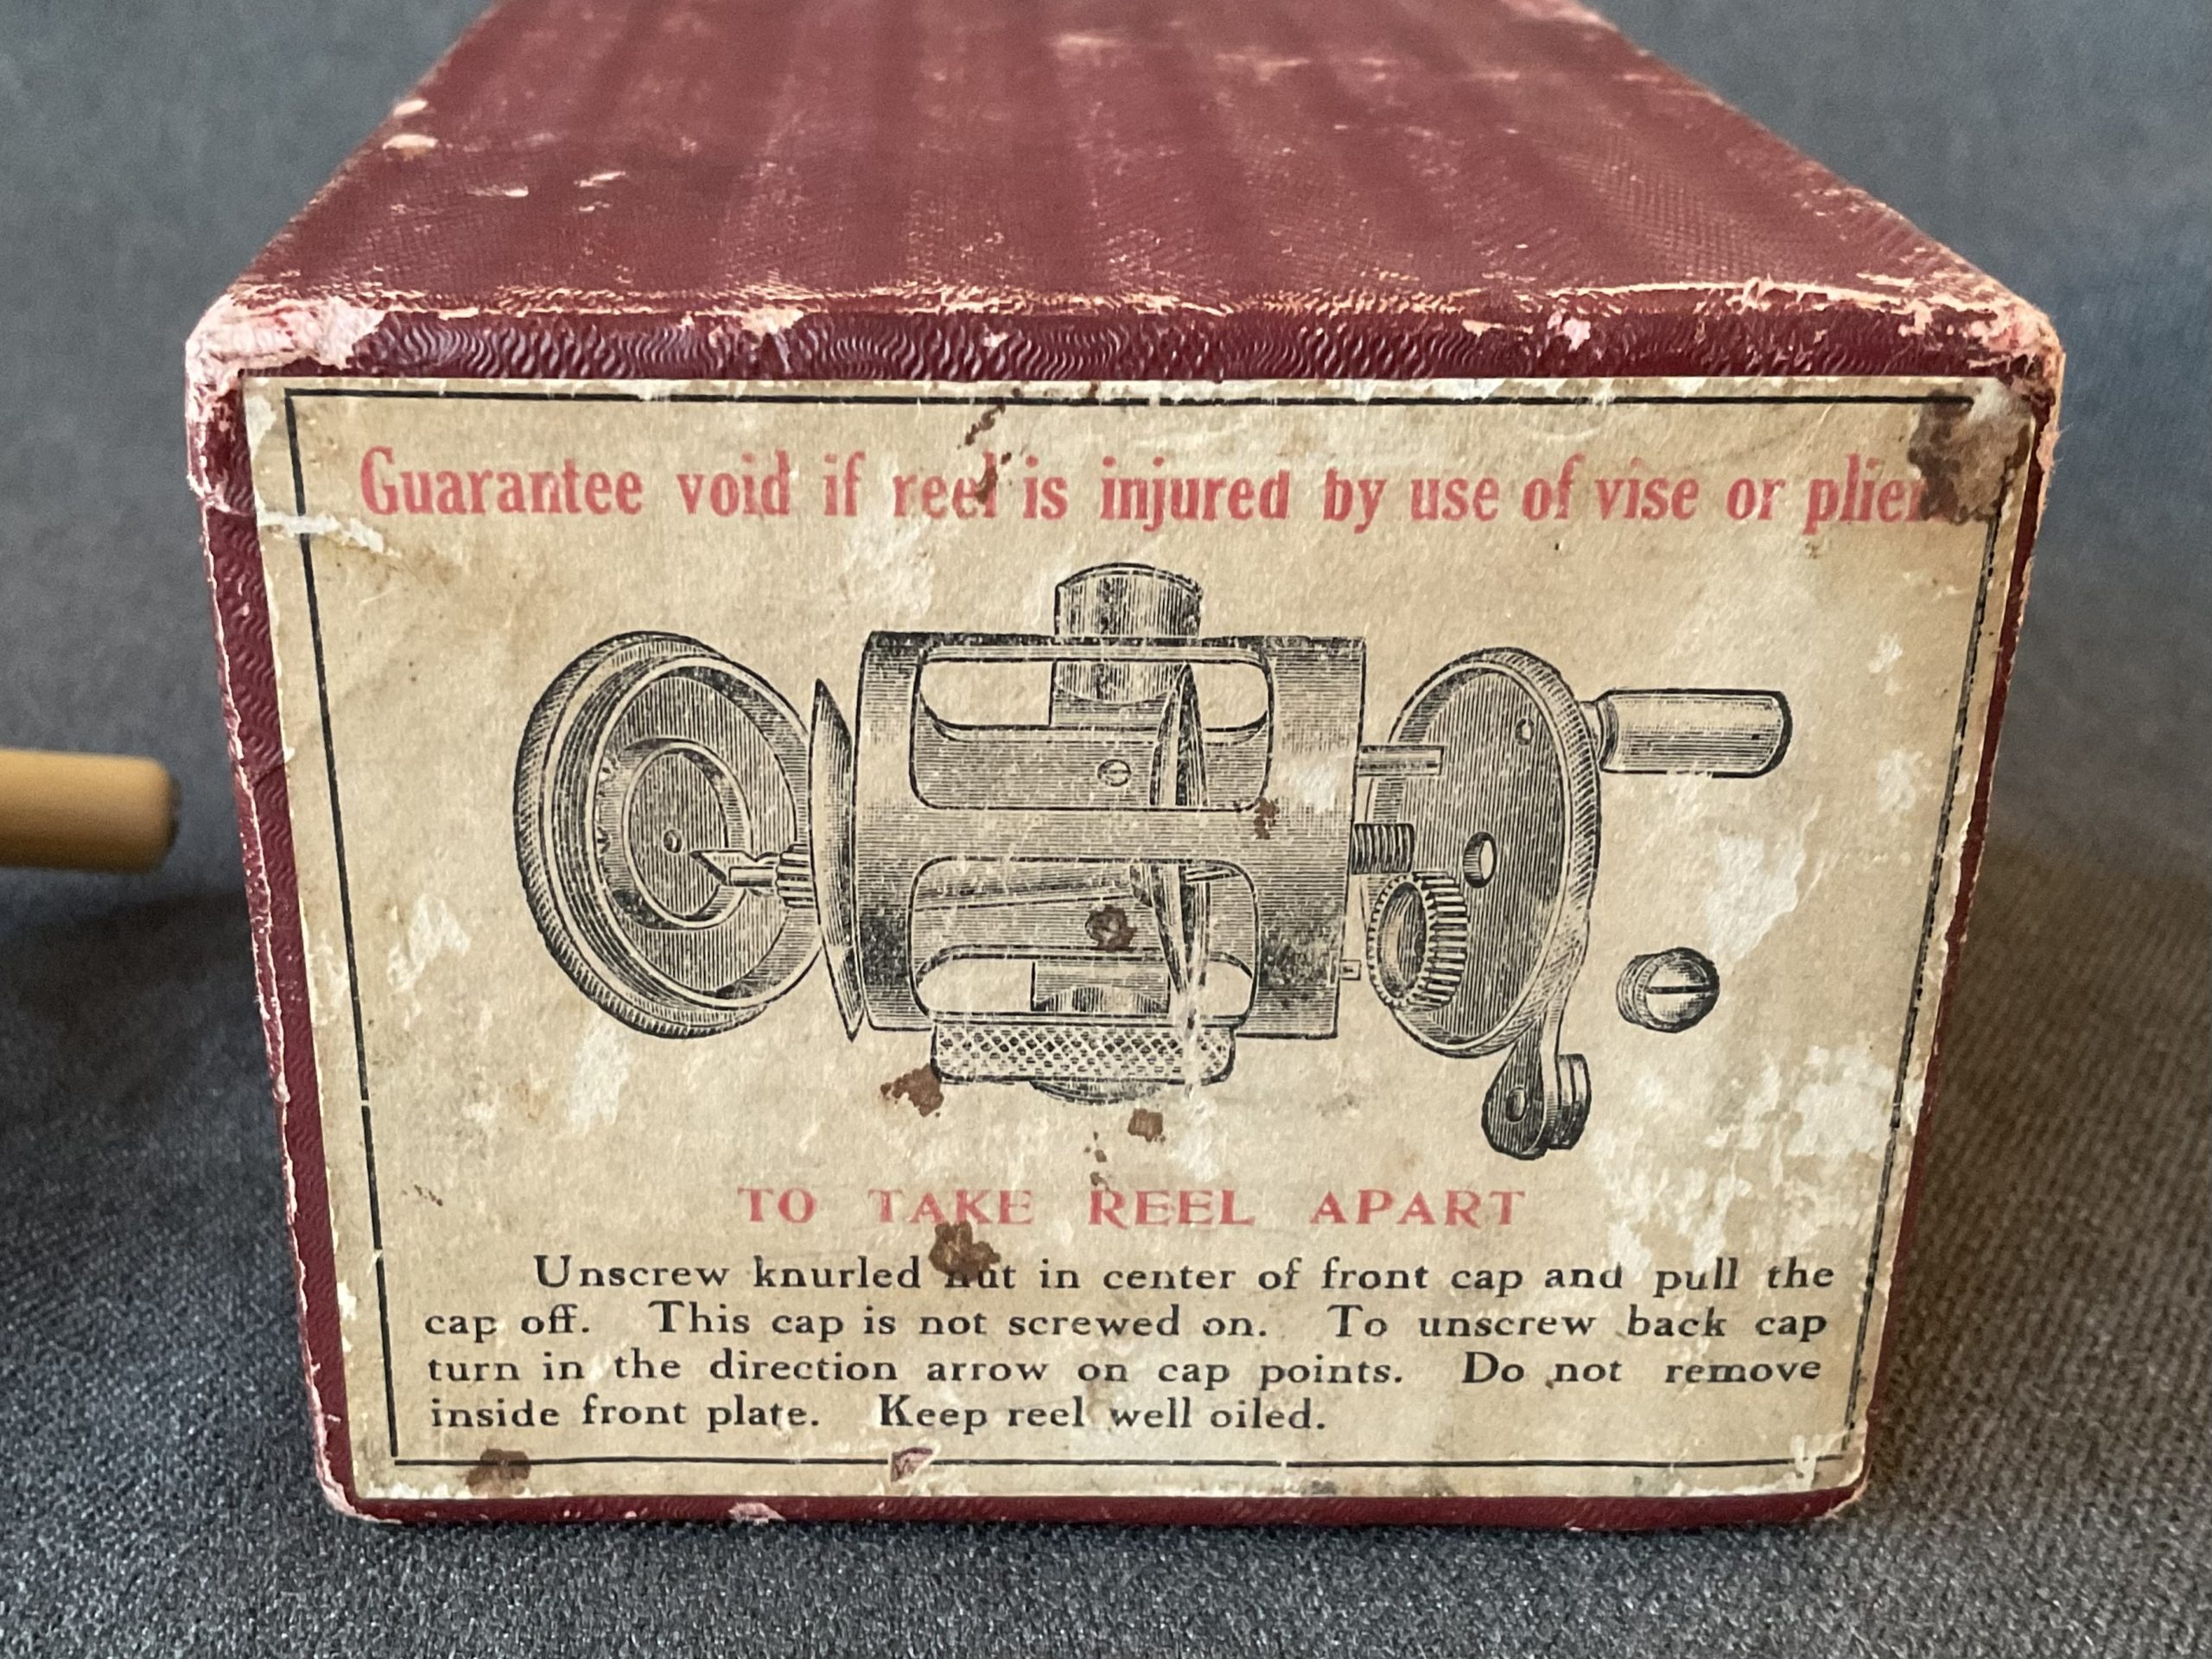 Guarantee void if reel is injured by use of vise or
TO TAKE REEL APART
Unscrew knurled nut in center of front cap and pull the
cap off. This cap is not screwed on. To unscrew back cap
turn in the direction arrow on cap points. Do not remove
inside front plate. Keep reel well oiled.